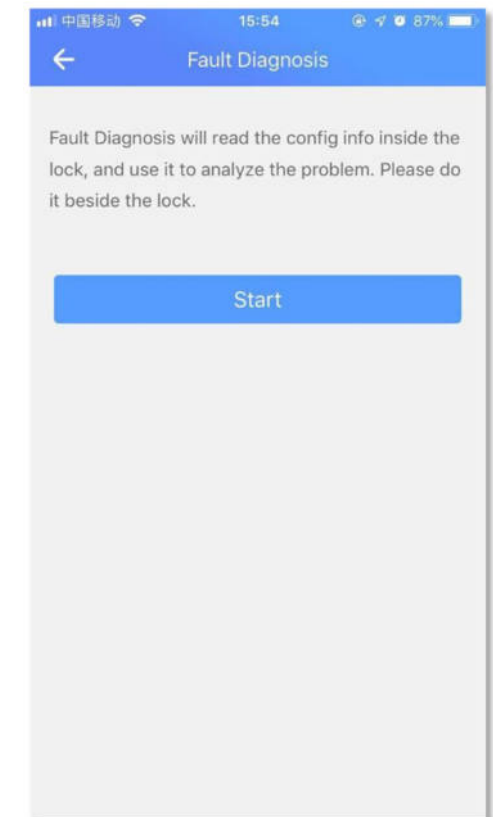 中国移动 15:54 87%
Fault Diagnosis
Fault Diagnosis will read the config info inside the
lock, and use it to analyze the problem. Please do
it beside the lock.
Start